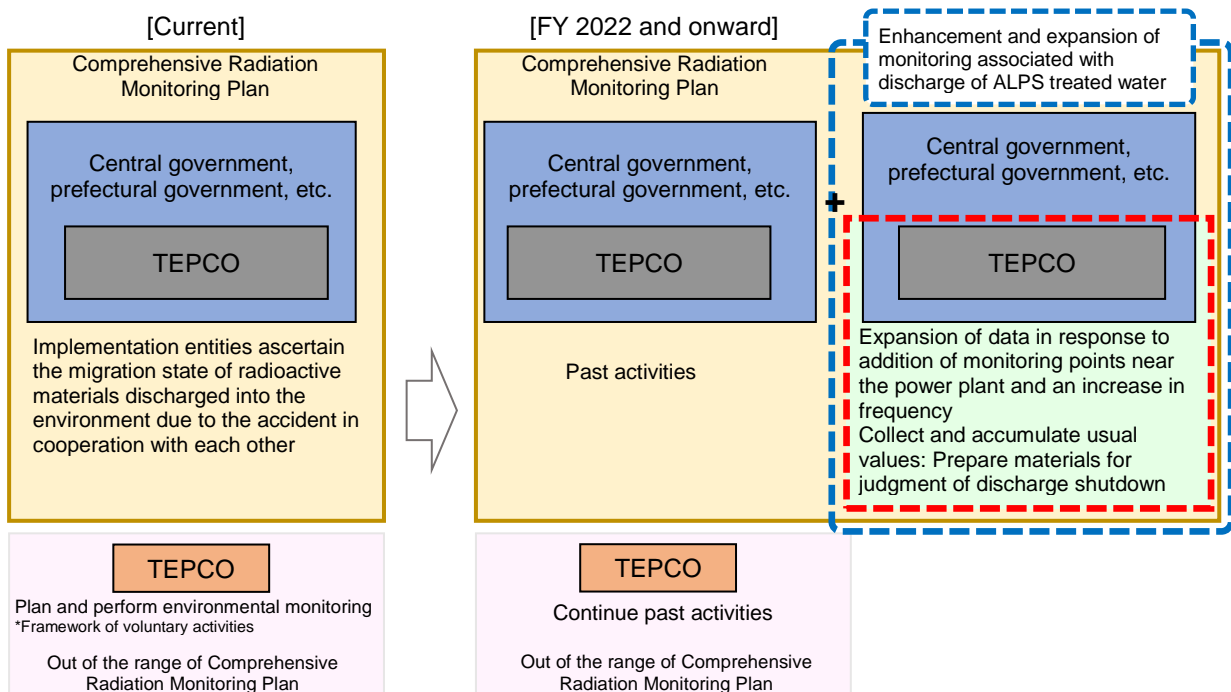 [Current]
Comprehensive Radiation
Monitoring Plan
Central government,
prefectural government, etc.
TEPCO
Implementation entities ascertain
the migration state of radioactive
materials discharged into the
environment due to the accident in
cooperation with each other
TEPCO
Plan and perform environmental monitoring
*Framework of voluntary activities
Out of the range of Comprehensive
Radiation Monitoring Plan
[FY 2022 and onward]
Comprehensive Radiation
Monitoring Plan
Central government,
prefectural government, etc.
TEPCO
Past activities
+
Enhancement and expansion of
monitoring associated with
discharge of ALPS treated water
Central government,
prefectural government, etc.
TEPCO
Expansion of data in response to
addition of monitoring points near
the power plant and an increase in
frequency
Collect and accumulate usual
values: Prepare materials for
judgment of discharge shutdown
TEPCO
Continue past activities
Out of the range of Comprehensive
Radiation Monitoring Plan